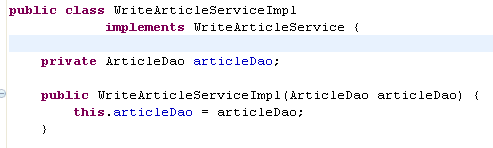 public class WriteArticleServiceImpl
            implements WriteArticleService {

    private ArticleDao articleDao;

    public WriteArticleServiceImpl(ArticleDao articleDao) {
        this.articleDao = articleDao;
    }